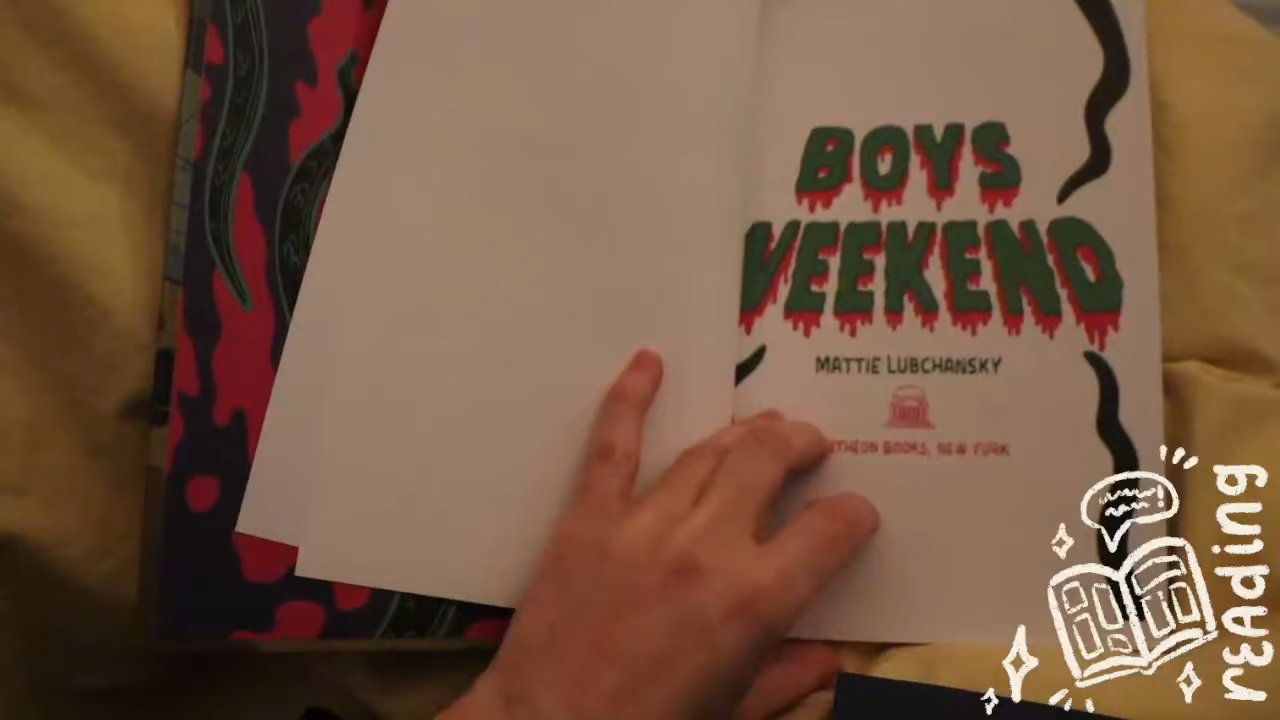 BOYS
WEEKEND
MATTIE LUBCHANSKY
BOOKS, NEW YORK
reading